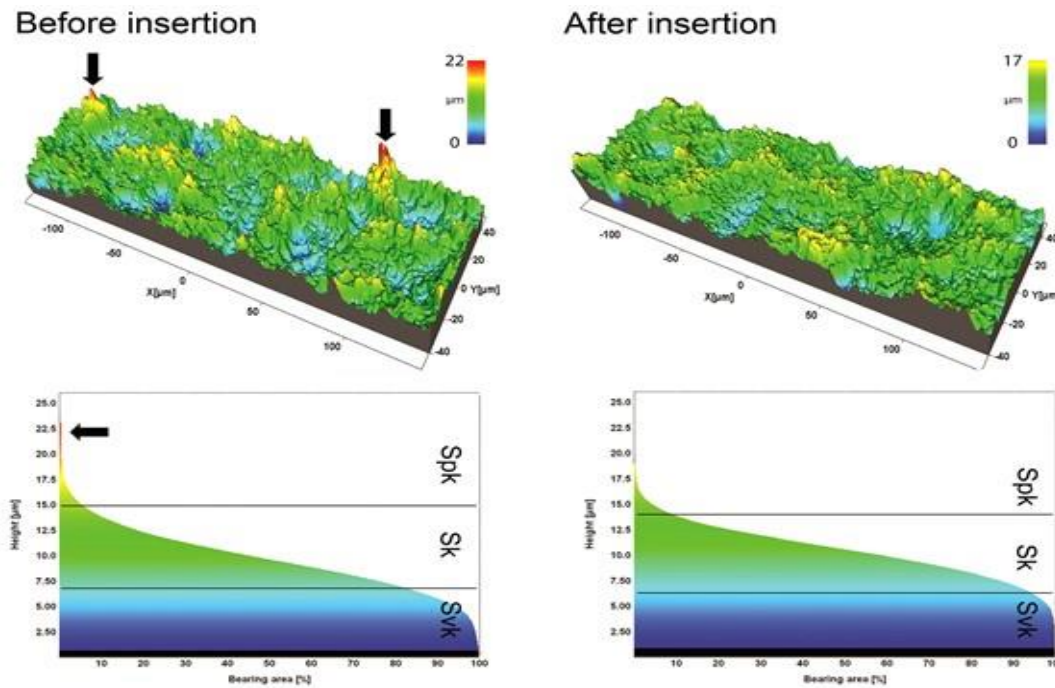 Before insertion
22
µm
0
-100
-50
0
50
100
X[µm]
40
20
0
-20
-40
Y[µm]
After insertion
17
µm
0
-100
-50
0
50
100
X[µm]
40
20
0
-20
-40
Y[µm]
25.0
22.5
20.0
17.5
15.0
12.5
10.0
7.50
5.00
2.50
Height [µm]
Spk
Sk
Svk
10 20 30 40 50 60 70 80 90 100
Bearing area [%]
25.0
22.5
20.0
17.5
15.0
12.5
10.0
7.50
5.00
2.50
Height [µm]
Spk
Sk
Svk
10 20 30 40 50 60 70 80 90 100
Bearing area [%]